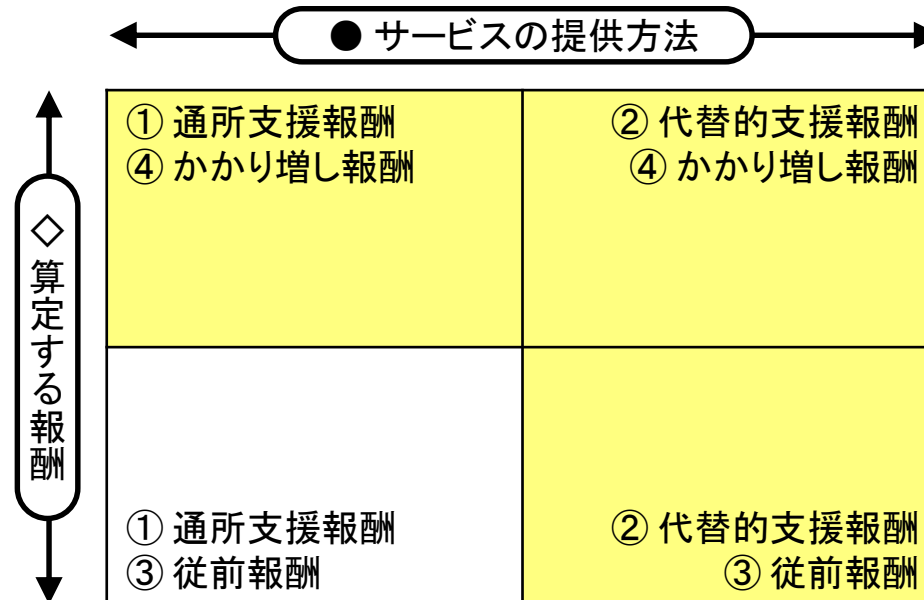 ● サービスの提供方法
◇ 算定する報酬
① 通所支援報酬
④ かかり増し報酬
② 代替的支援報酬
④ かかり増し報酬
① 通所支援報酬
③ 従前報酬
② 代替的支援報酬
③ 従前報酬